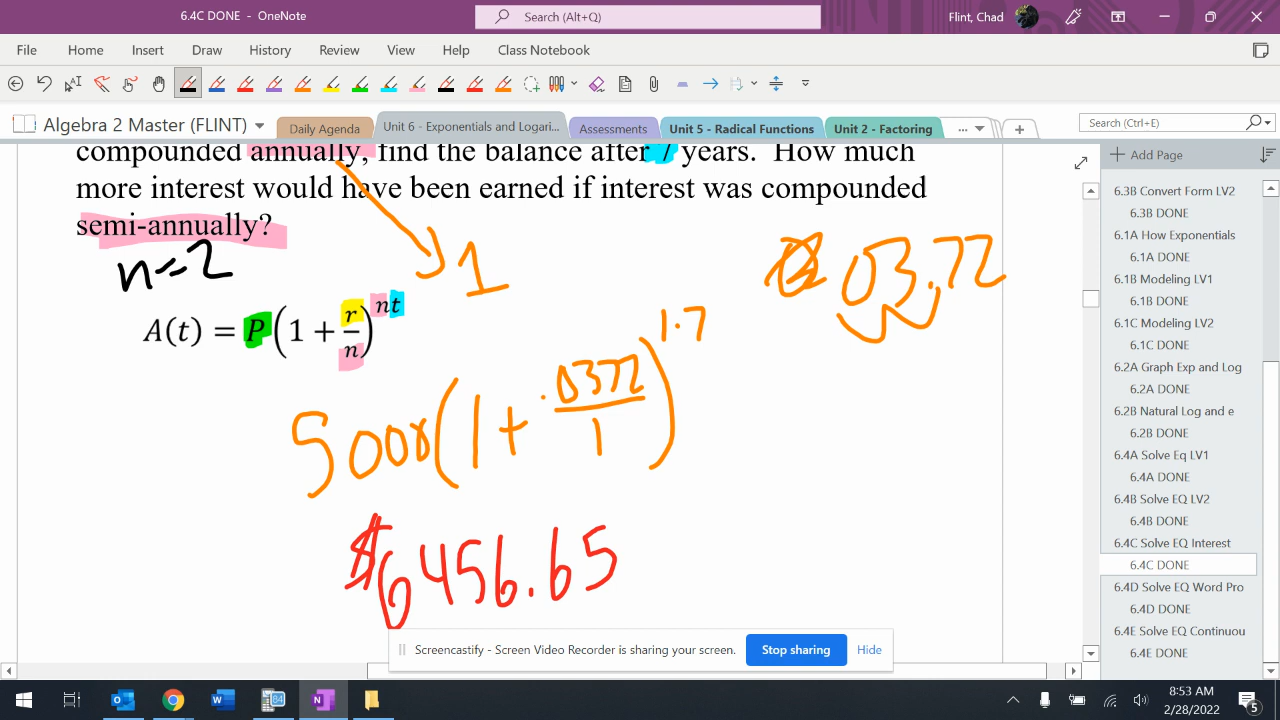 6.4C DONE - OneNote
Search (Alt+Q)
Flint, Chad
File Home Insert Draw History Review View Help Class Notebook
Algebra 2 Master (FLINT)
Daily Agenda
Unit 6 - Exponentials and Logari...
Assessments
Unit 5 - Radical Functions
Unit 2 - Factoring
...
+
Search (Ctrl+E)
compounded annually, find the balance after 7 years. How much
more interest would have been earned if interest was compounded
semi-annually?
n=2
1
03.72
A(t) = P(1 + r/n)^nt
5000(1 + .0372/1)^1·7
$6456.65
Add Page
6.3B Convert Form LV2
6.3B DONE
6.1A How Exponentials
6.1A DONE
6.1B Modeling LV1
6.1B DONE
6.1C Modeling LV2
6.1C DONE
6.2A Graph Exp and Log
6.2A DONE
6.2B Natural Log and e
6.2B DONE
6.4A Solve Eq LV1
6.4A DONE
6.4B Solve EQ LV2
6.4B DONE
6.4C Solve EQ Interest
6.4C DONE
6.4D Solve EQ Word Pro
6.4D DONE
6.4E Solve EQ Continuou
6.4E DONE
Screencastify - Screen Video Recorder is sharing your screen.
Stop sharing
Hide
8:53 AM
2/28/2022
5